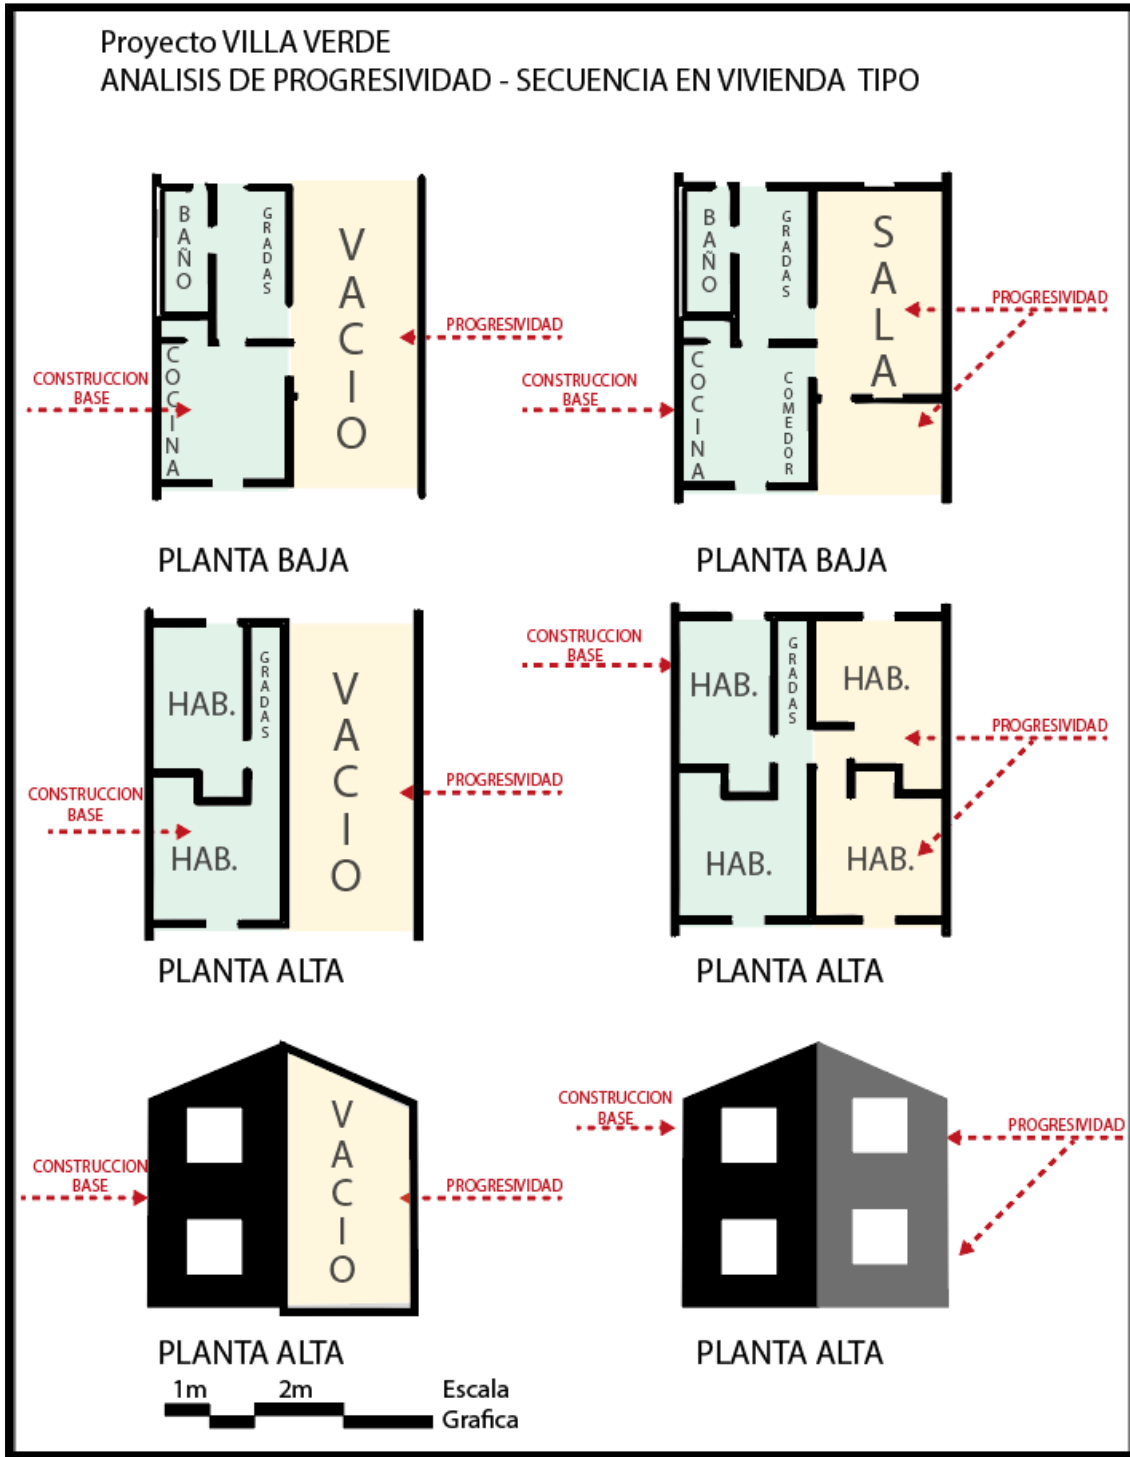 Proyecto VILLA VERDE
ANALISIS DE PROGRESIVIDAD - SECUENCIA EN VIVIENDA TIPO
BAÑO
GRADAS
VACIO
COCINA
CONSTRUCCION
BASE
PROGRESIVIDAD
PLANTA BAJA
BAÑO
GRADAS
SALA
COCINA
COMEDOR
CONSTRUCCION
BASE
PROGRESIVIDAD
PLANTA BAJA
HAB.
GRADAS
VACIO
HAB.
CONSTRUCCION
BASE
PROGRESIVIDAD
PLANTA ALTA
CONSTRUCCION
BASE
HAB.
GRADAS
HAB.
PROGRESIVIDAD
HAB.
HAB.
PLANTA ALTA
VACIO
CONSTRUCCION
BASE
PROGRESIVIDAD
PLANTA ALTA
CONSTRUCCION
BASE
PROGRESIVIDAD
PLANTA ALTA
1m 2m Escala
Grafica